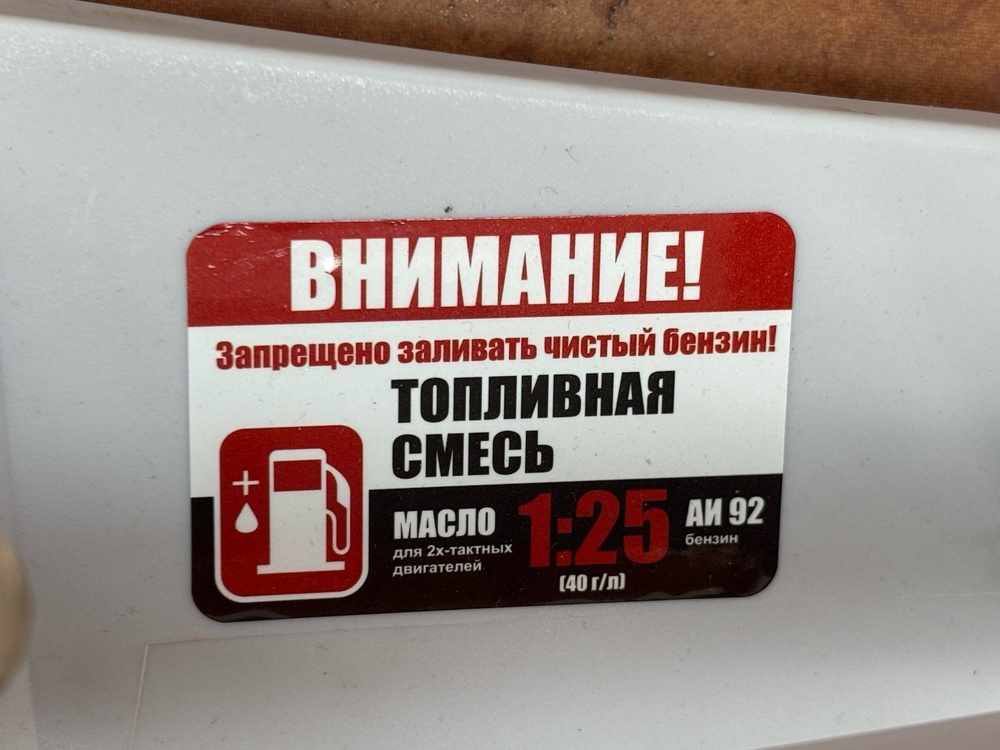 ВНИМАНИЕ!
Запрещено заливать чистый бензин!
ТОПЛИВНАЯ
СМЕСЬ
МАСЛО
для 2х-тактных
двигателей
1:25
(40 г/л)
АИ 92
бензин